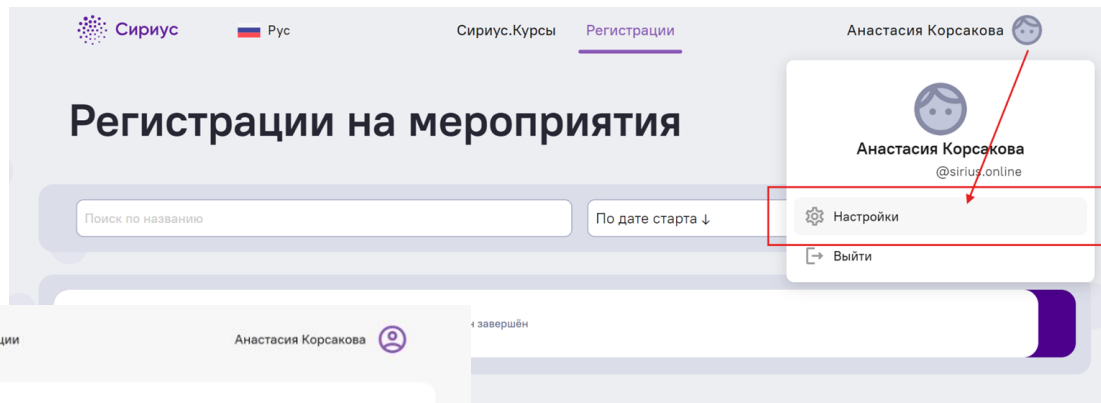 Сириус
Рус
Сириус.Курсы
Регистрации
Анастасия Корсакова
Регистрации на мероприятия
Анастасия Корсакова
@sirius.online
Поиск по названию
По дате старта ↓
Настройки
Выйти
завершён
Анастасия Корсакова